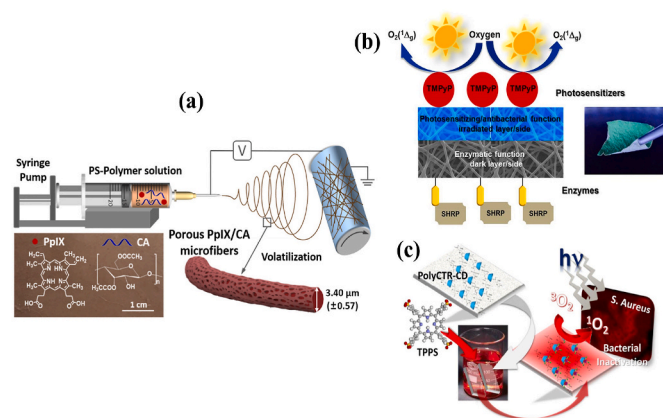 (a)
V
Syringe
Pump
PS-Polymer solution
PpIX
CA
Porous PpIX/CA
microfibers
Volatilization
3.40 μm
(±0.57)
1 cm
(b)
O₂(¹Δg)
Oxygen
O₂(¹Δg)
TMPyP
TMPyP
TMPyP
Photosensitizers
Photosensitizing/rabbacterial function
irradiated layer/side
Enzymatic function
dark layer/side
Enzymes
SHRP
SHRP
SHRP
(c)
PolyCTR-CD
TPPS
hν
³O₂
¹O₂
S. Aureus
Bacterial
Inactivation